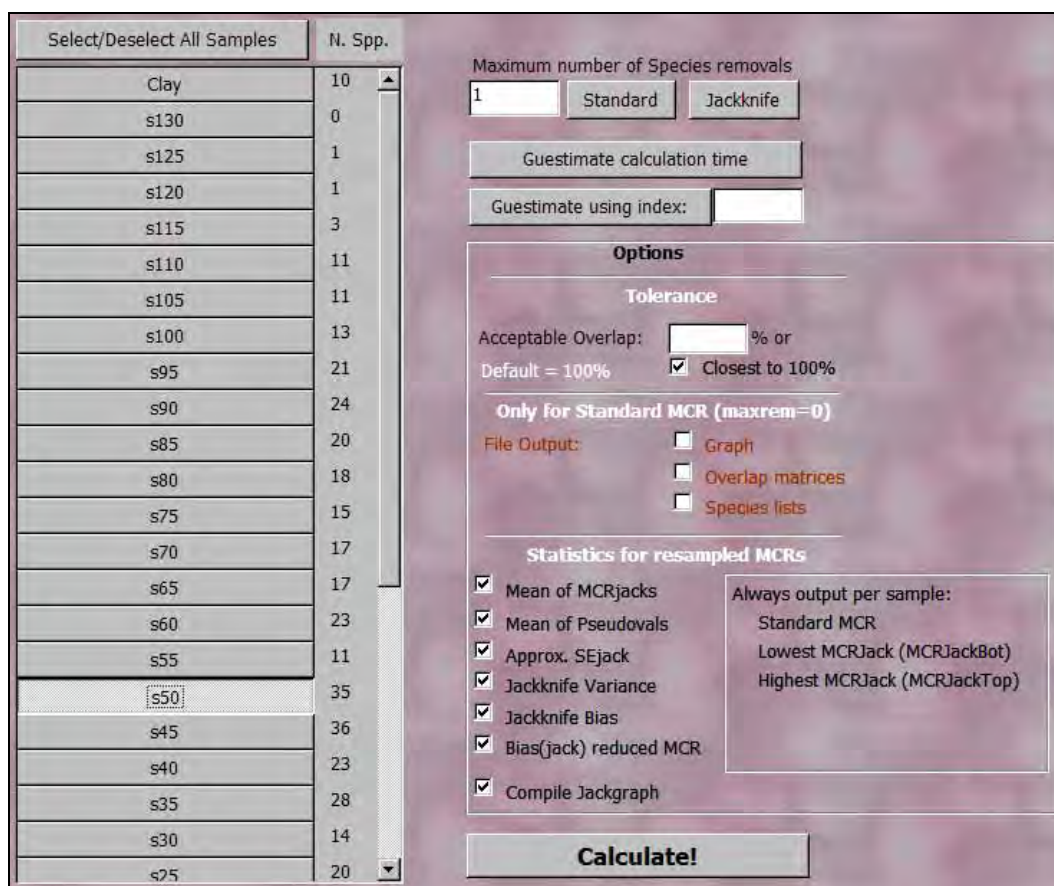 Select/Deselect All Samples N. Spp.
Clay 10
s130 0
s125 1
s120 1
s115 3
s110 11
s105 11
s100 13
s95 21
s90 24
s85 20
s80 18
s75 15
s70 17
s65 17
s60 23
s55 11
s50 35
s45 36
s40 23
s35 28
s30 14
s25 20
Maximum number of Species removals
1 Standard Jackknife
Guestimate calculation time
Guestimate using index:
Options
Tolerance
Acceptable Overlap: % or
Default = 100% Closest to 100%
Only for Standard MCR (maxrem=0)
File Output: Graph
Overlap matrices
Species lists
Statistics for resampled MCRs
Mean of MCRjacks
Mean of Pseudovals
Approx. SEjack
Jackknife Variance
Jackknife Bias
Bias(jack) reduced MCR
Compile Jackgraph
Always output per sample:
Standard MCR
Lowest MCRJack (MCRJackBot)
Highest MCRJack (MCRJackTop)
Calculate!